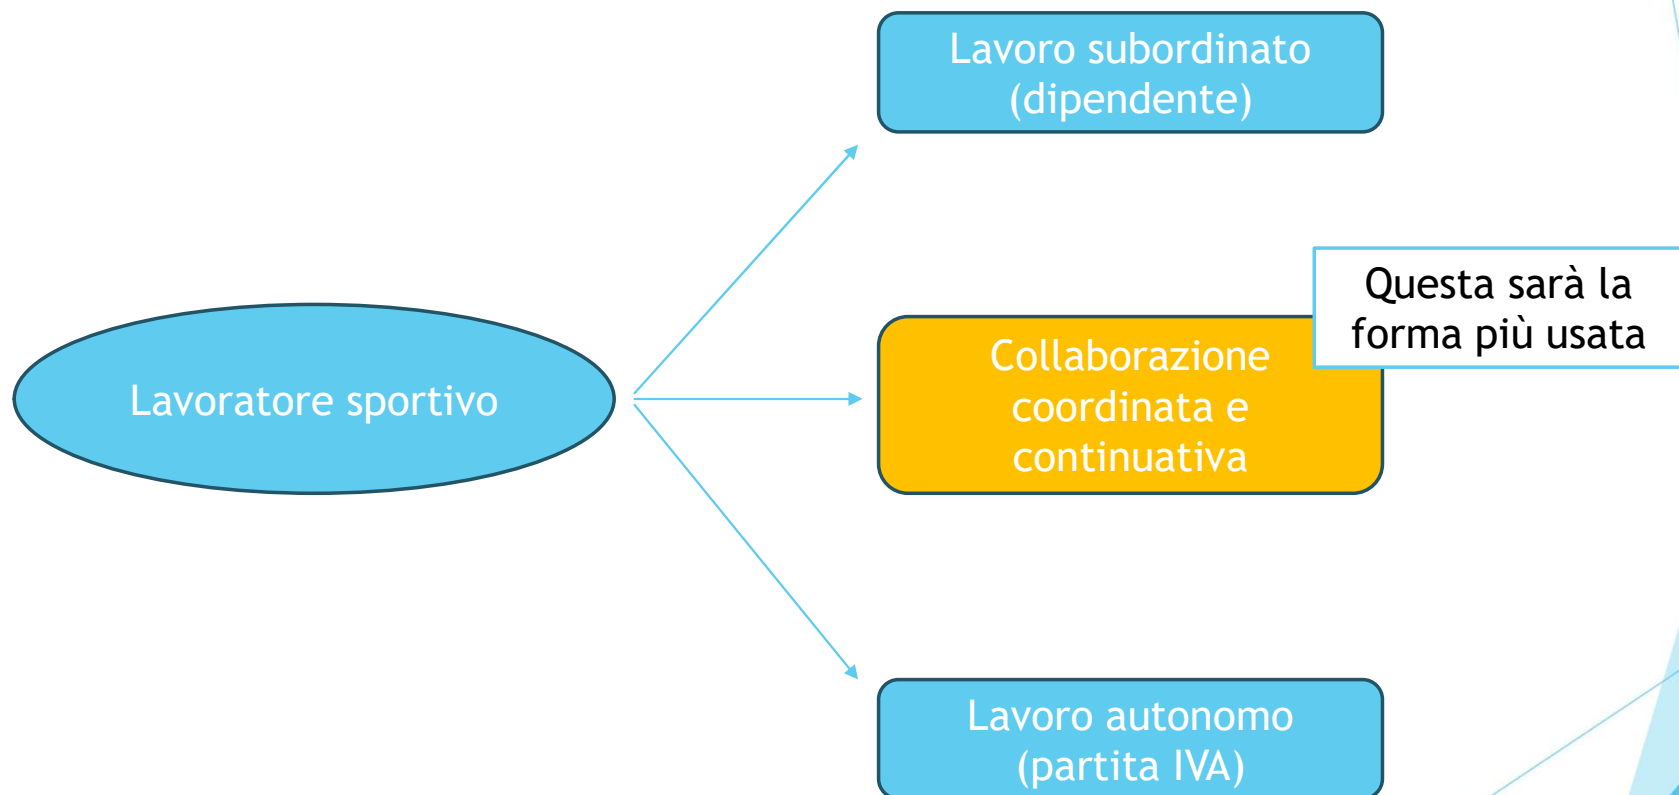 Lavoro subordinato
(dipendente)
Questa sarà la
forma più usata
Collaborazione
coordinata e
continuativa
Lavoratore sportivo
Lavoro autonomo
(partita IVA)